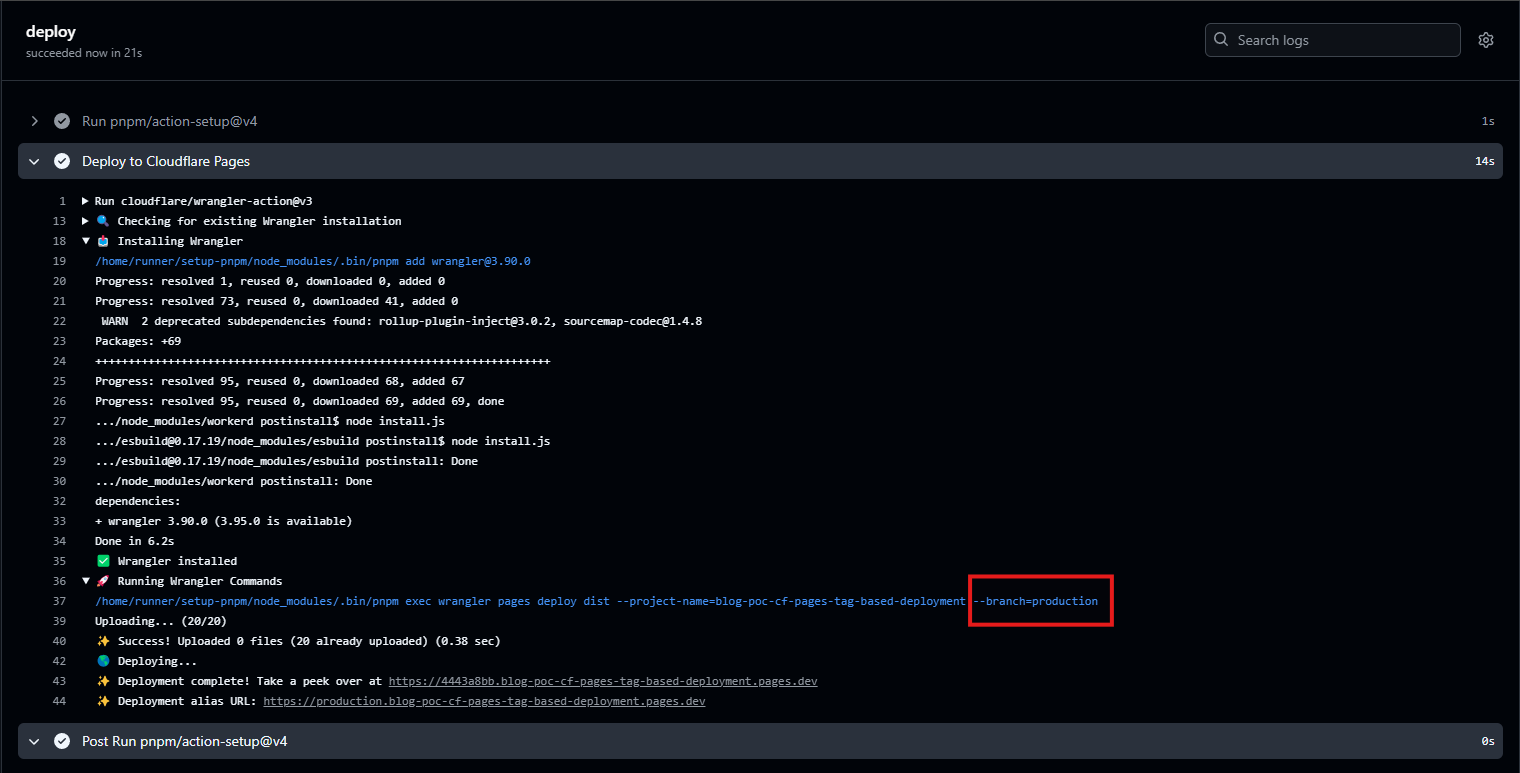 deploy
succeeded now in 21s
Search logs
Run pnpm/action-setup@v4 1s
Deploy to Cloudflare Pages 14s
1 Run cloudflare/wrangler-action@v3
13 Checking for existing Wrangler installation
18 Installing Wrangler
19 /home/runner/setup-pnpm/node_modules/.bin/pnpm add wrangler@3.90.0
20 Progress: resolved 1, reused 0, downloaded 0, added 0
21 Progress: resolved 73, reused 0, downloaded 41, added 0
22 WARN 2 deprecated subdependencies found: rollup-plugin-inject@3.0.2, sourcemap-codec@1.4.8
23 Packages: +69
24 +++++++++++++++++++++++++++++++++++++++++++++++++++++++++++++++++++++
25 Progress: resolved 95, reused 0, downloaded 68, added 67
26 Progress: resolved 95, reused 0, downloaded 69, added 69, done
27 .../node_modules/workerd postinstall$ node install.js
28 .../esbuild@0.17.19/node_modules/esbuild postinstall$ node install.js
29 .../esbuild@0.17.19/node_modules/esbuild postinstall: Done
30 .../node_modules/workerd postinstall: Done
32 dependencies:
33 + wrangler 3.90.0 (3.95.0 is available)
34 Done in 6.2s
35 ✅ Wrangler installed
36 🚀 Running Wrangler Commands
37 /home/runner/setup-pnpm/node_modules/.bin/pnpm exec wrangler pages deploy dist --project-name=blog-poc-cf-pages-tag-based-deployment --branch=production
39 Uploading... (20/20)
40 ✨ Success! Uploaded 0 files (20 already uploaded) (0.38 sec)
42 🌎 Deploying...
43 ✨ Deployment complete! Take a peek over at https://4443a8bb.blog-poc-cf-pages-tag-based-deployment.pages.dev
44 ✨ Deployment alias URL: https://production.blog-poc-cf-pages-tag-based-deployment.pages.dev
Post Run pnpm/action-setup@v4 0s